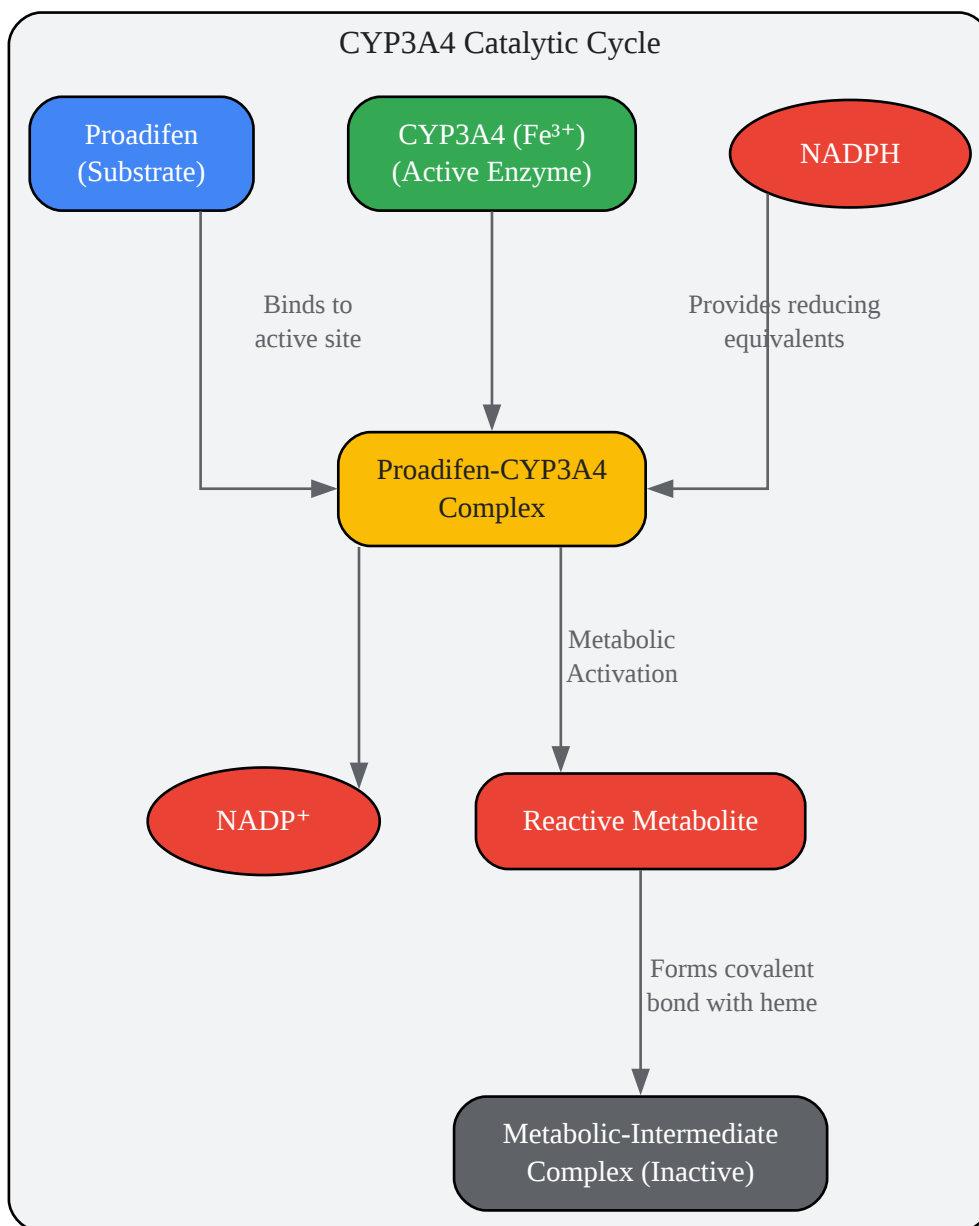 CYP3A4 Catalytic Cycle
Proadifen
(Substrate)
CYP3A4 (Fe³⁺)
(Active Enzyme)
NADPH
Binds to
active site
Provides reducing
equivalents
Proadifen-CYP3A4
Complex
Metabolic
Activation
NADP⁺
Reactive Metabolite
Forms covalent
bond with heme
Metabolic-Intermediate
Complex (Inactive)